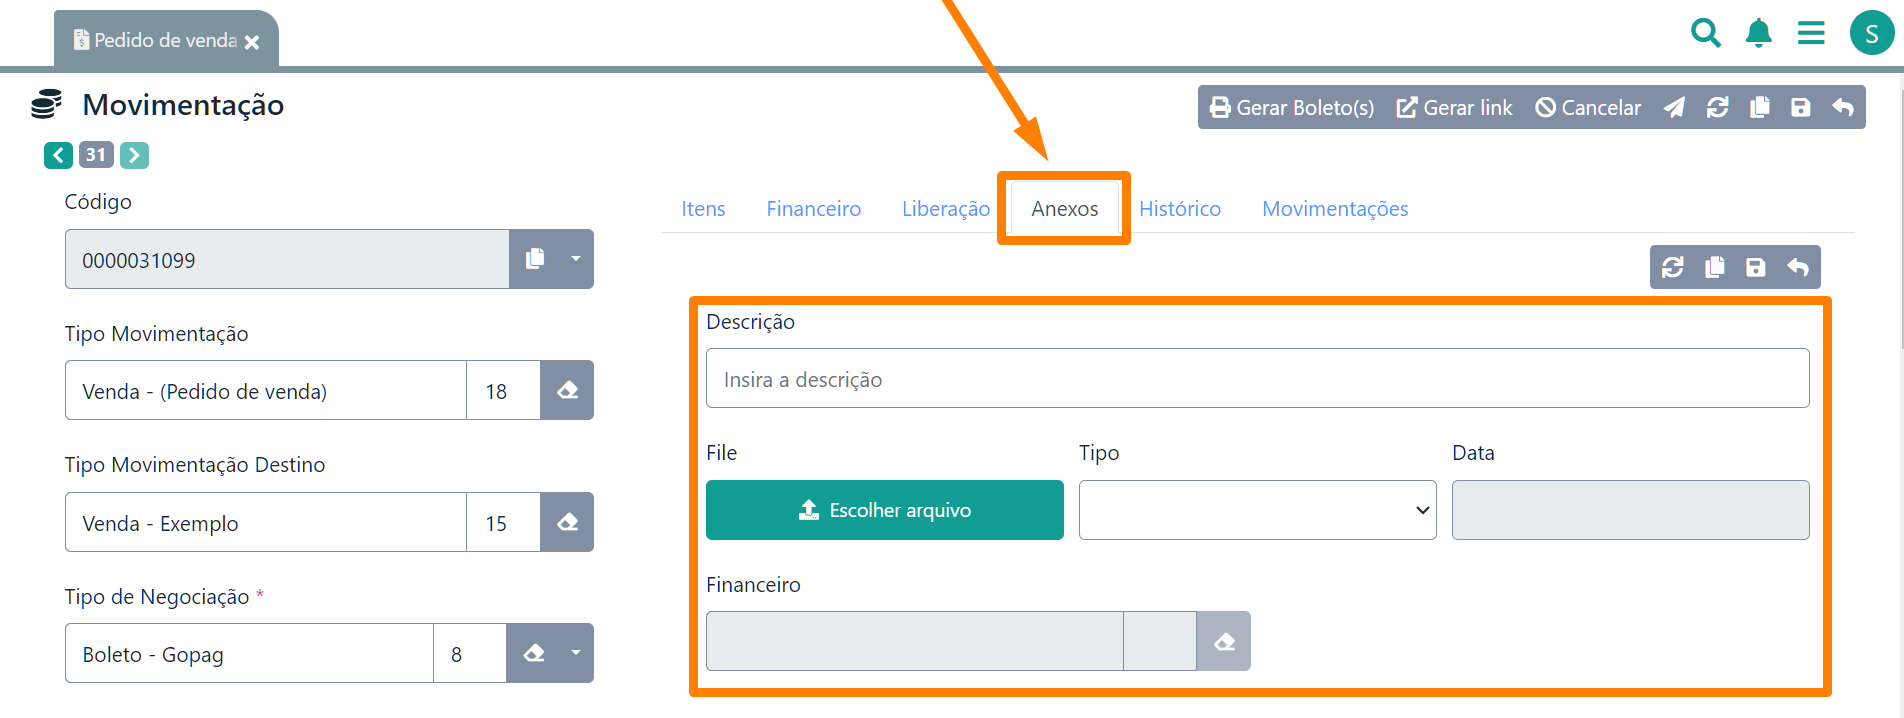 Pedido de venda
S
Movimentação
Gerar Boleto(s) Gerar link Cancelar
31
Código
0000031099
Tipo Movimentação
Venda - (Pedido de venda) 18
Tipo Movimentação Destino
Venda - Exemplo 15
Tipo de Negociação *
Boleto - Gopag 8
Itens Financeiro Liberação Anexos Histórico Movimentações
Descrição
Insira a descrição
File Tipo Data
Escolher arquivo
Financeiro